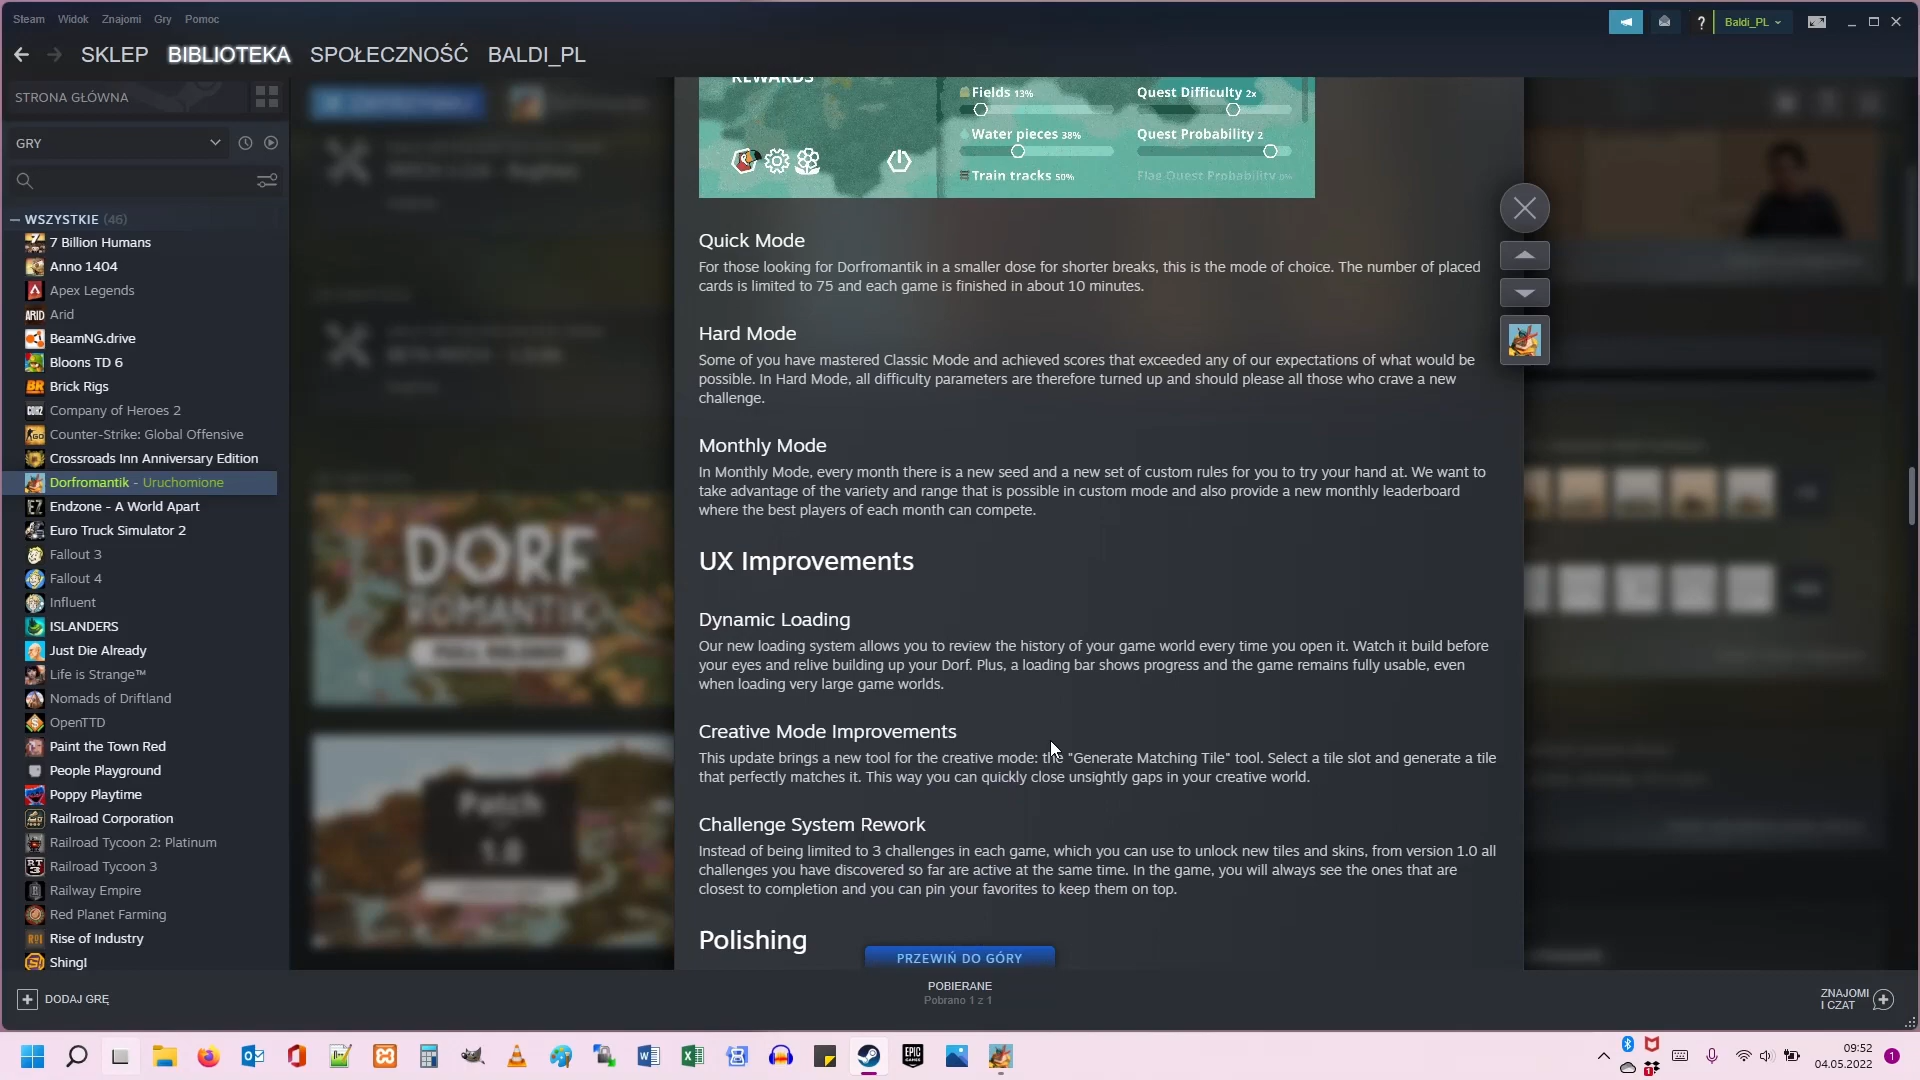 Steam Widok Znajomi Gry Pomoc
Baldi_PL
SKLEP BIBLIOTEKA SPOŁECZNOŚĆ BALDI_PL
STRONA GŁÓWNA
GRY
WSZYSTKIE (46)
7 Billion Humans
Anno 1404
Apex Legends
Arid
BeamNG.drive
Bloons TD 6
Brick Rigs
Company of Heroes 2
Counter-Strike: Global Offensive
Crossroads Inn Anniversary Edition
Dorfromantik - Uruchomione
Endzone - A World Apart
Euro Truck Simulator 2
Fallout 3
Fallout 4
Influent
ISLANDERS
Just Die Already
Life is Strange™
Nomads of Driftland
OpenTTD
Paint the Town Red
People Playground
Poppy Playtime
Railroad Corporation
Railroad Tycoon 2: Platinum
Railroad Tycoon 3
Railway Empire
Red Planet Farming
Rise of Industry
Shing!
DODAJ GRĘ
DORF
ROMANTIK
FULL RELEASE
Patch
1.0
REWARDS
Fields 13%
Quest Difficulty 2x
Water pieces 38%
Quest Probability 2
Train tracks 50%
Flag Quest Probability 0%
Quick Mode
For those looking for Dorfromantik in a smaller dose for shorter breaks, this is the mode of choice. The number of placed
cards is limited to 75 and each game is finished in about 10 minutes.
Hard Mode
Some of you have mastered Classic Mode and achieved scores that exceeded any of our expectations of what would be
possible. In Hard Mode, all difficulty parameters are therefore turned up and should please all those who crave a new
challenge.
Monthly Mode
In Monthly Mode, every month there is a new seed and a new set of custom rules for you to try your hand at. We want to
take advantage of the variety and range that is possible in custom mode and also provide a new monthly leaderboard
where the best players of each month can compete.
UX Improvements
Dynamic Loading
Our new loading system allows you to review the history of your game world every time you open it. Watch it build before
your eyes and relive building up your Dorf. Plus, a loading bar shows progress and the game remains fully usable, even
when loading very large game worlds.
Creative Mode Improvements
This update brings a new tool for the creative mode: the "Generate Matching Tile" tool. Select a tile slot and generate a tile
that perfectly matches it. This way you can quickly close unsightly gaps in your creative world.
Challenge System Rework
Instead of being limited to 3 challenges in each game, which you can use to unlock new tiles and skins, from version 1.0 all
challenges you have discovered so far are active at the same time. In the game, you will always see the ones that are
closest to completion and you can pin your favorites to keep them on top.
Polishing
PRZEWIŃ DO GÓRY
POBIERANE
Pobrano 1 z 1
ZNAJOMI
I CZAT
09:52
04.05.2022
1